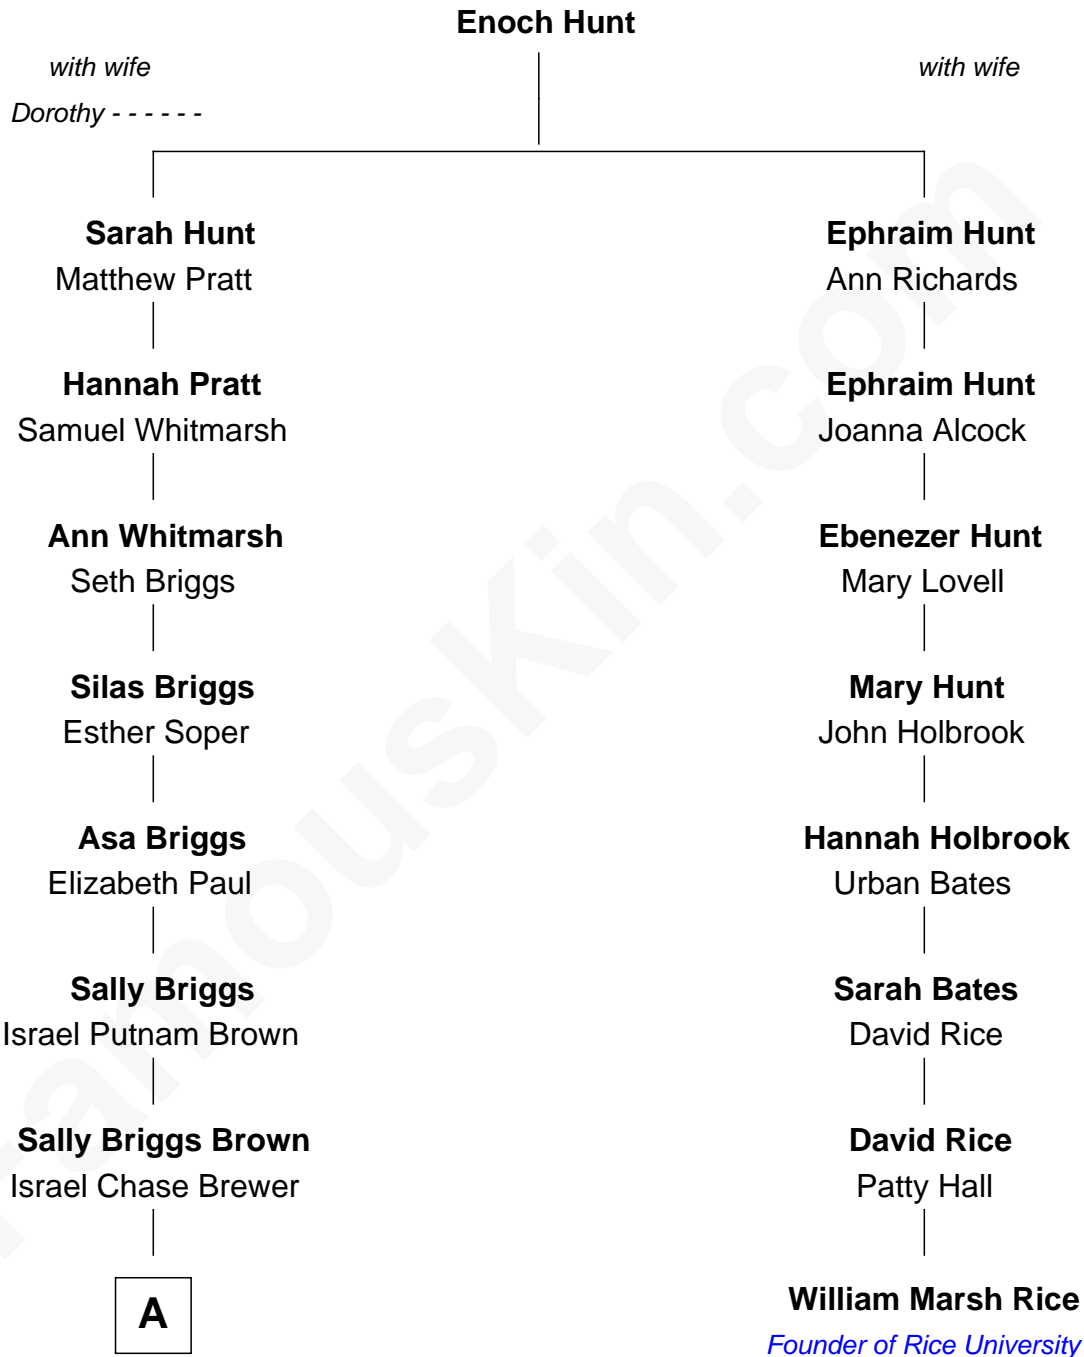 Enoch Hunt
with wife
with wife
Dorothy - - - - - -
Sarah Hunt
Matthew Pratt
Ephraim Hunt
Ann Richards
Hannah Pratt
Samuel Whitmarsh
Ephraim Hunt
Joanna Alcock
Ann Whitmarsh
Seth Briggs
Ebenezer Hunt
Mary Lovell
Silas Briggs
Esther Soper
Mary Hunt
John Holbrook
Asa Briggs
Elizabeth Paul
Hannah Holbrook
Urban Bates
Sally Briggs
Israel Putnam Brown
Sarah Bates
David Rice
Sally Briggs Brown
Israel Chase Brewer
David Rice
Patty Hall
A
William Marsh Rice
Founder of Rice University
FamousKin.com